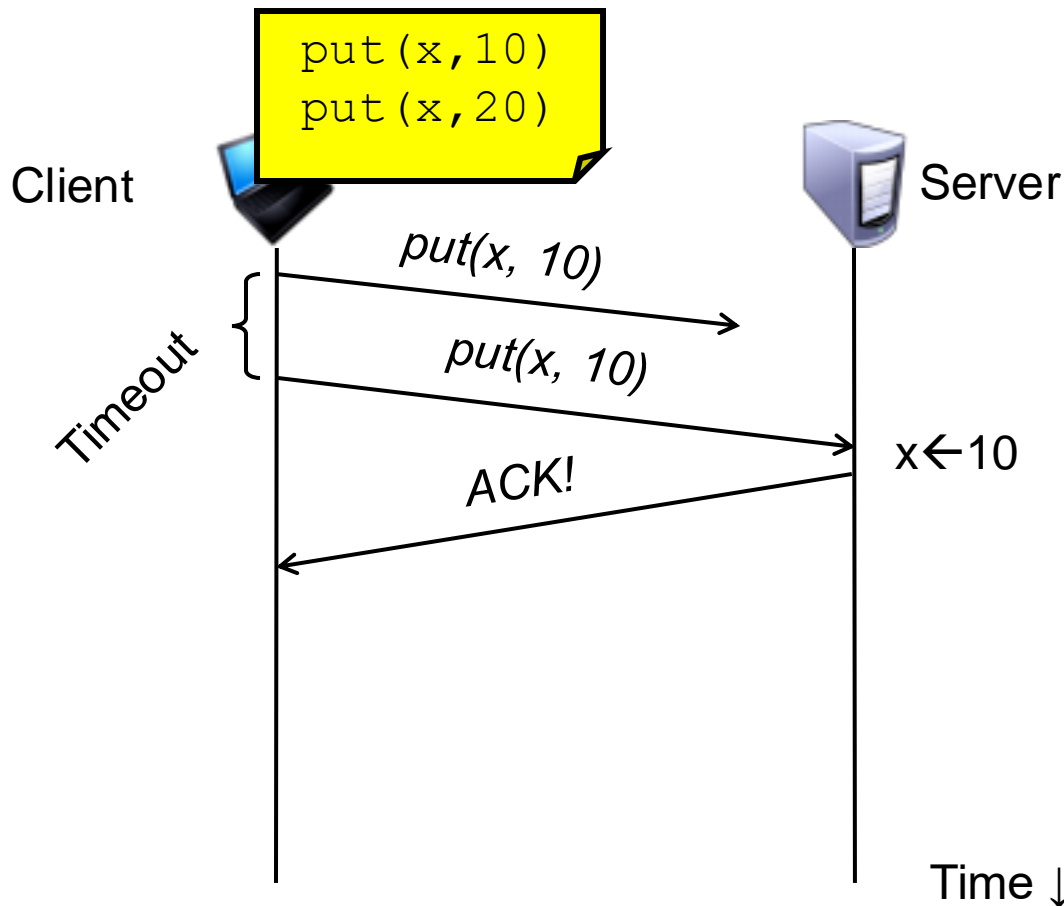 put(x,10)
put(x,20)
Client
Server
put(x, 10)
Timeout
put(x, 10)
x←10
ACK!
Time ↓